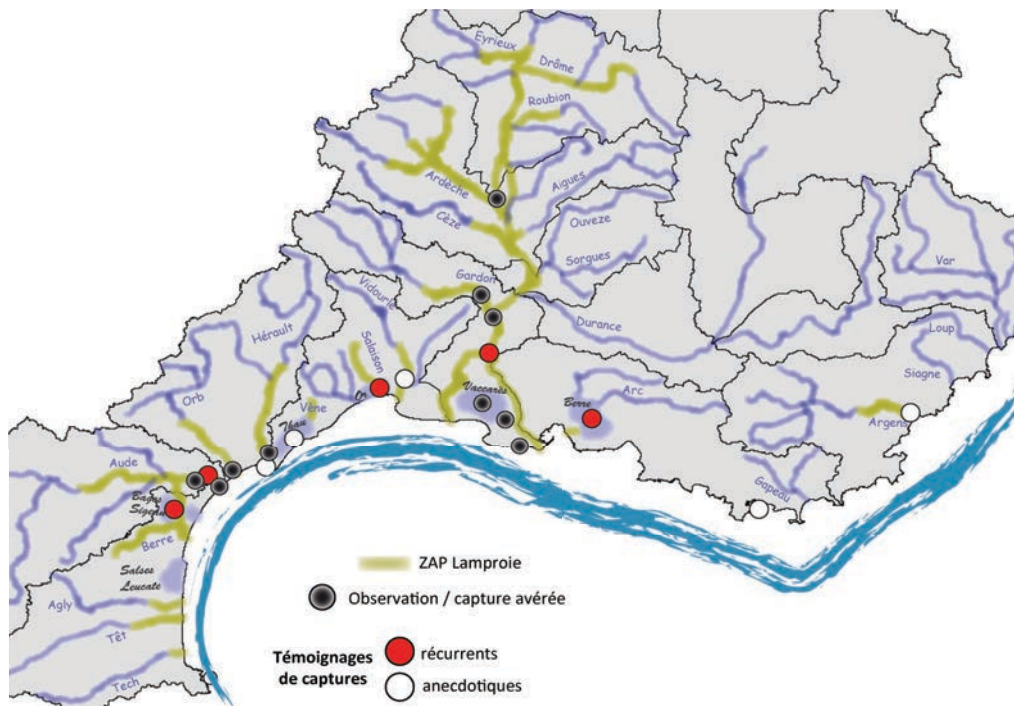 Eyrieux
Drôme
Roubion
Ardèche
Aigues
Cèze
Ouveze
Sorgues
Gardon
Vidourle
Var
Hérault
Salaison
Durance
Loup
Siagne
Orb
Or
Vaccarès
Arc
Berre
Vène
Thau
Argens
Aude
Bages
Sigean
Gapeau
Berre
Salses
Leucate
Agly
Têt
Tech
ZAP Lamproie
Observation / capture avérée
Témoignages
de captures
récurrents
anecdotiques